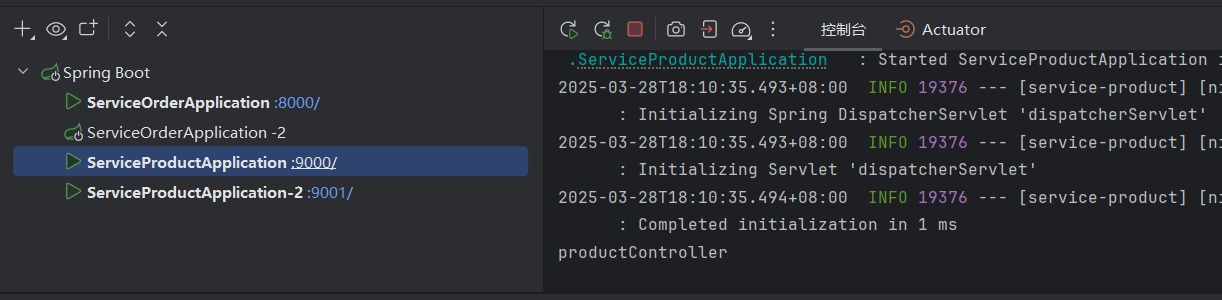 控制台
Actuator
Spring Boot
ServiceOrderApplication :8000/
ServiceOrderApplication -2
ServiceProductApplication :9000/
ServiceProductApplication-2 :9001/
.ServiceProductApplication : Started ServiceProductApplication
2025-03-28T18:10:35.493+08:00 INFO 19376 --- [service-product] [
: Initializing Spring DispatcherServlet 'dispatcherServlet'
2025-03-28T18:10:35.493+08:00 INFO 19376 --- [service-product] [
: Initializing Servlet 'dispatcherServlet'
2025-03-28T18:10:35.494+08:00 INFO 19376 --- [service-product] [
: Completed initialization in 1 ms
productController